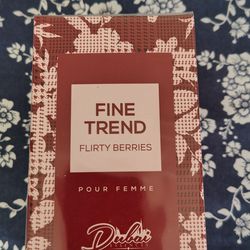 FINE
TREND
FLIRTY BERRIES
POUR FEMME
Dubai